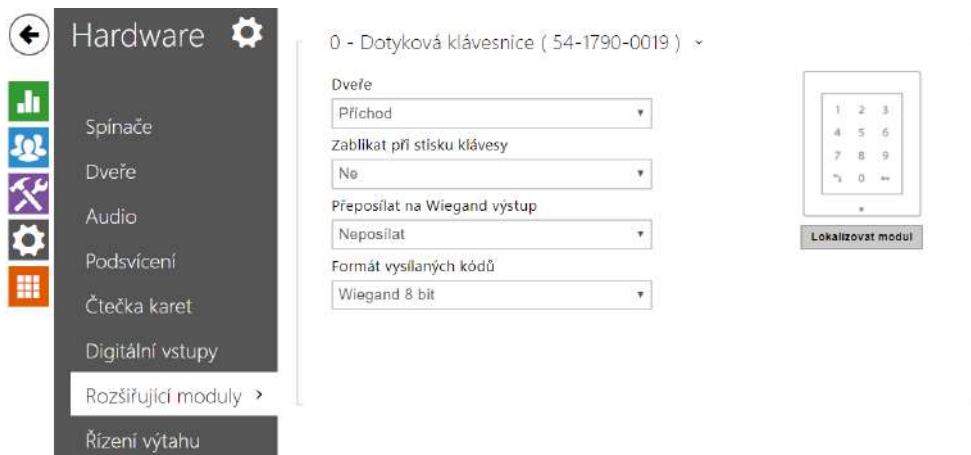 Hardware
Spínače
Dveře
Audio
Podsvícení
Čtečka karet
Digitální vstupy
Rozšiřující moduly
Řízení výtahu
0 - Dotyková klávesnice ( 54-1790-0019 )
Dveře
Příchod
Zablikat při stisku klávesy
Ne
Přeposílat na Wiegand výstup
Neposílat
Formát vysílaných kódů
Wiegand 8 bit
1 2 3
4 5 6
7 8 9
0
Lokalizovat modul